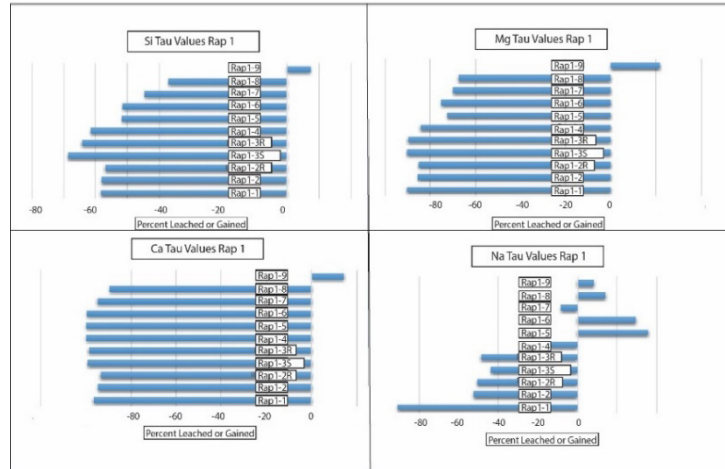 Si Tau Values Rap 1
Rap1-9
Rap1-8
Rap1-7
Rap1-6
Rap1-5
Rap1-4
Rap1-3R
Rap1-3S
Rap1-2R
Rap1-2
Rap1-1
-80 -60 -40 -20 0
Percent Leached or Gained
Mg Tau Values Rap 1
Rap1-9
Rap1-8
Rap1-7
Rap1-6
Rap1-5
Rap1-4
Rap1-3R
Rap1-3S
Rap1-2R
Rap1-2
Rap1-1
-80 -60 -40 -20 0
Percent Leached or Gained
Ca Tau Values Rap 1
Rap1-9
Rap1-8
Rap1-7
Rap1-6
Rap1-5
Rap1-4
Rap1-3R
Rap1-3S
Rap1-2R
Rap1-2
Rap1-1
-80 -60 -40 -20 0
Percent Leached or Gained
Na Tau Values Rap 1
Rap1-9
Rap1-8
Rap1-7
Rap1-6
Rap1-5
Rap1-4
Rap1-3R
Rap1-3S
Rap1-2R
Rap1-2
Rap1-1
-80 -60 -40 -20 0
Percent Leached or Gained